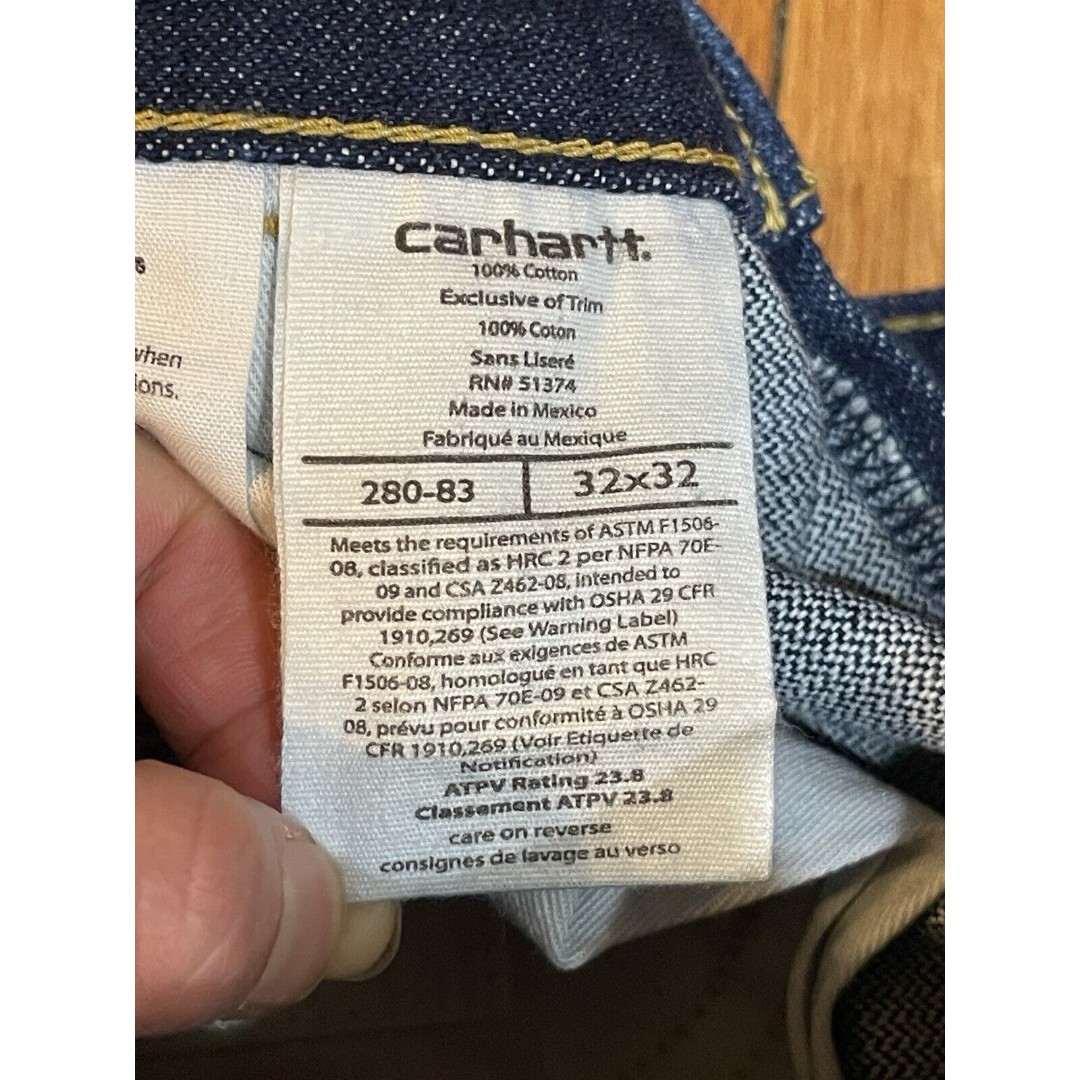 carhartt.
100% Cotton
Exclusive of Trim
100% Coton
Sans Liseré
RN# 51374
Made in Mexico
Fabriqué au Mexique
280-83 32x32
Meets the requirements of ASTM F1506-
08, classified as HRC 2 per NFPA 70E-
09 and CSA Z462-08, intended to
provide compliance with OSHA 29 CFR
1910,269 (See Warning Label)
Conforme aux exigences de ASTM
F1506-08, homologué en tant que HRC
2 selon NFPA 70E-09 et CSA Z462-
08, prévu pour conformité à OSHA 29
CFR 1910,269 (Voir Etiquette de
Notification)
ATPV Rating 23.8
Classement ATPV 23.8
care on reverse
consignes de lavage au verso
when
ions.